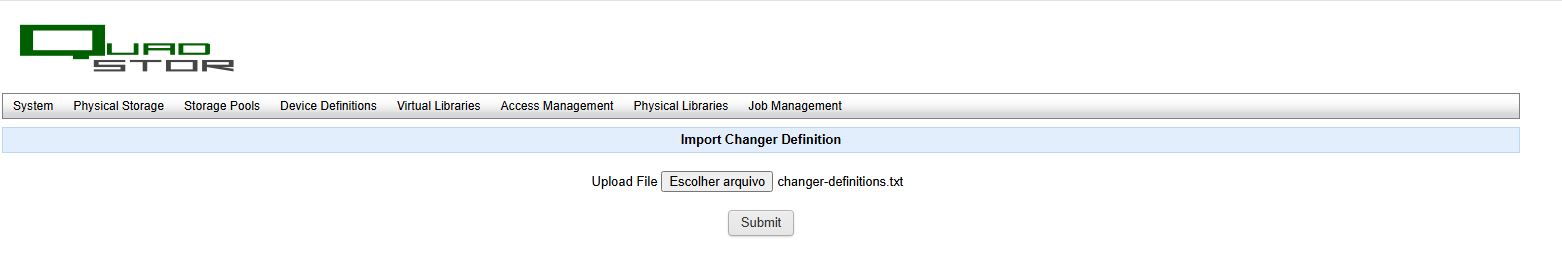 QUAD
STOR
System Physical Storage Storage Pools Device Definitions Virtual Libraries Access Management Physical Libraries Job Management
Import Changer Definition
Upload File Escolher arquivo changer-definitions.txt
Submit